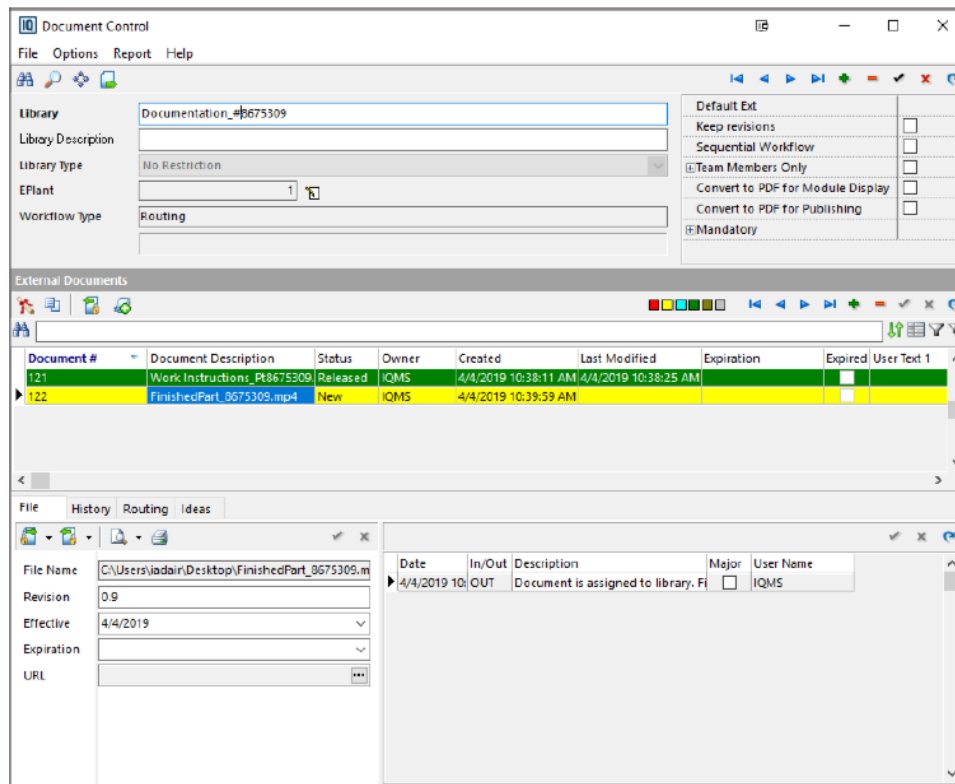 IQ Document Control
File Options Report Help
Library Documentation_#8675309
Library Description
Library Type No Restriction
EPlant 1
Workflow Type Routing
Default Ext
Keep revisions
Sequential Workflow
Team Members Only
Convert to PDF for Module Display
Convert to PDF for Publishing
Mandatory
External Documents
Document # Document Description Status Owner Created Last Modified Expiration Expired User Text 1
121 Work Instructions_Pt8675309. Released IQMS 4/4/2019 10:38:11 AM 4/4/2019 10:38:25 AM
122 FinishedPart_8675309.mp4 New IQMS 4/4/2019 10:39:59 AM
File History Routing Ideas
File Name C:\Users\iadair\Desktop\FinishedPart_8675309.m
Revision 0.9
Effective 4/4/2019
Expiration
URL
Date In/Out Description Major User Name
4/4/2019 10: OUT Document is assigned to library. Fi IQMS